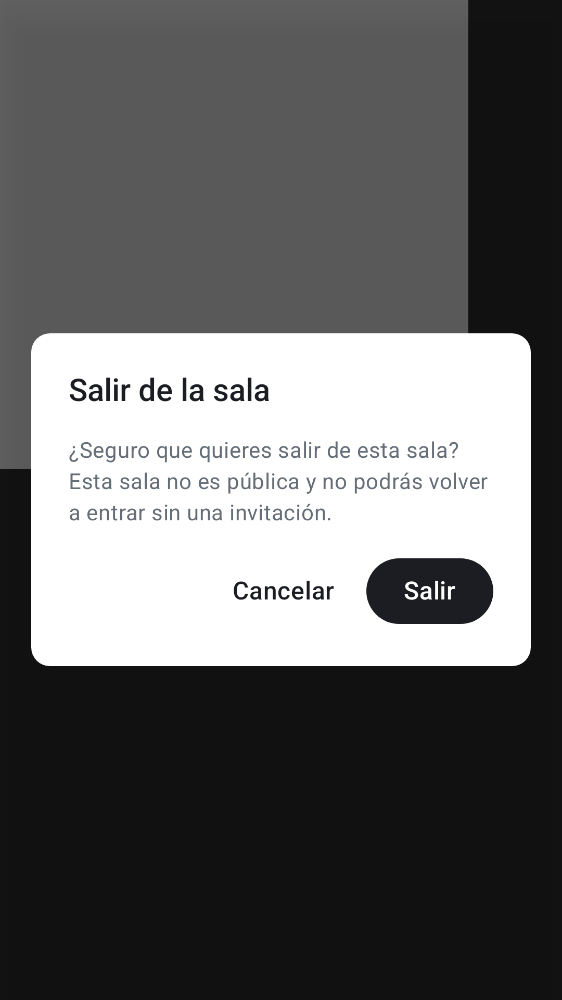 Salir de la sala
¿Seguro que quieres salir de esta sala?
Esta sala no es pública y no podrás volver
a entrar sin una invitación.
Cancelar
Salir